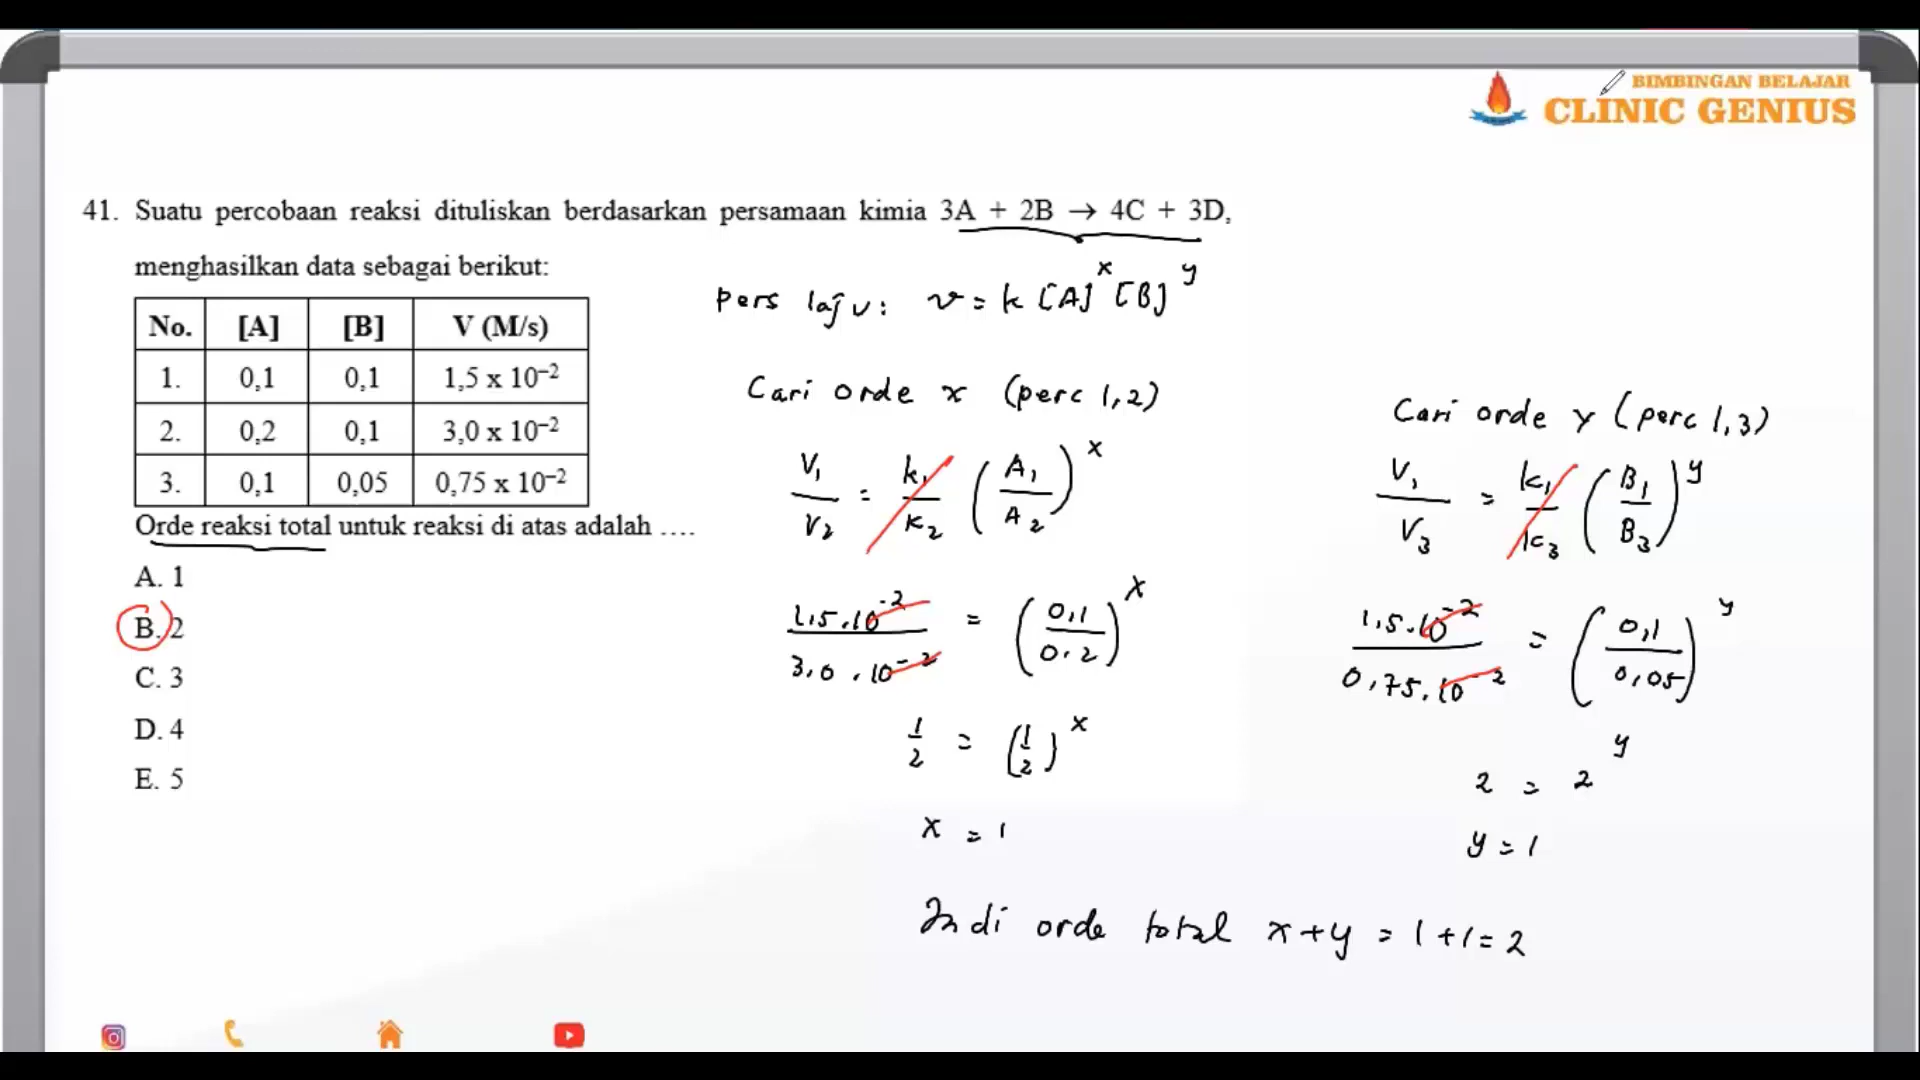 BIMBINGAN BELAJAR
CLINIC GENIUS
41. Suatu percobaan reaksi dituliskan berdasarkan persamaan kimia 3A + 2B → 4C + 3D,
menghasilkan data sebagai berikut:
No. [A] [B] V (M/s)
1. 0,1 0,1 1,5 x 10⁻²
2. 0,2 0,1 3,0 x 10⁻²
3. 0,1 0,05 0,75 x 10⁻²
Orde reaksi total untuk reaksi di atas adalah ….
A. 1
B. 2
C. 3
D. 4
E. 5
pers laju: v = k [A]^x [B]^y
Cari orde x (perc 1,2)
V₁/V₂ = k₁/k₂ (A₁/A₂)^x
1,5.10⁻²/3,0.10⁻² = (0,1/0.2)^x
1/2 = (1/2)^x
x = 1
Cari orde y (perc 1,3)
V₁/V₃ = k₁/k₃ (B₁/B₃)^y
1,5.10⁻²/0,75.10⁻² = (0,1/0,05)^y
2 = 2^y
y = 1
Jadi orde total x+y = 1+1=2